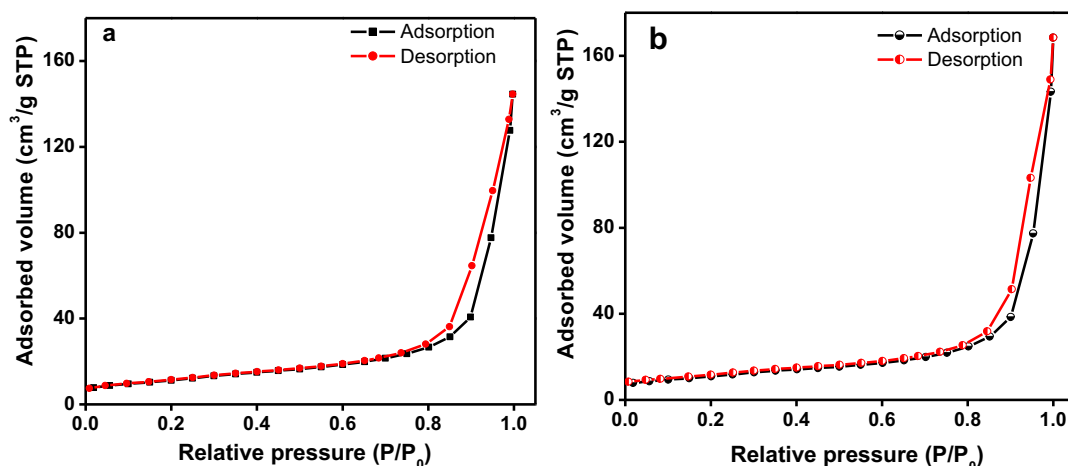 a
Adsorption
Desorption
Adsorbed volume (cm³/g STP)
160
120
80
40
0
0.0 0.2 0.4 0.6 0.8 1.0
Relative pressure (P/P₀)
b
Adsorption
Desorption
Adsorbed volume (cm³/g STP)
160
120
80
40
0
0.0 0.2 0.4 0.6 0.8 1.0
Relative pressure (P/P₀)